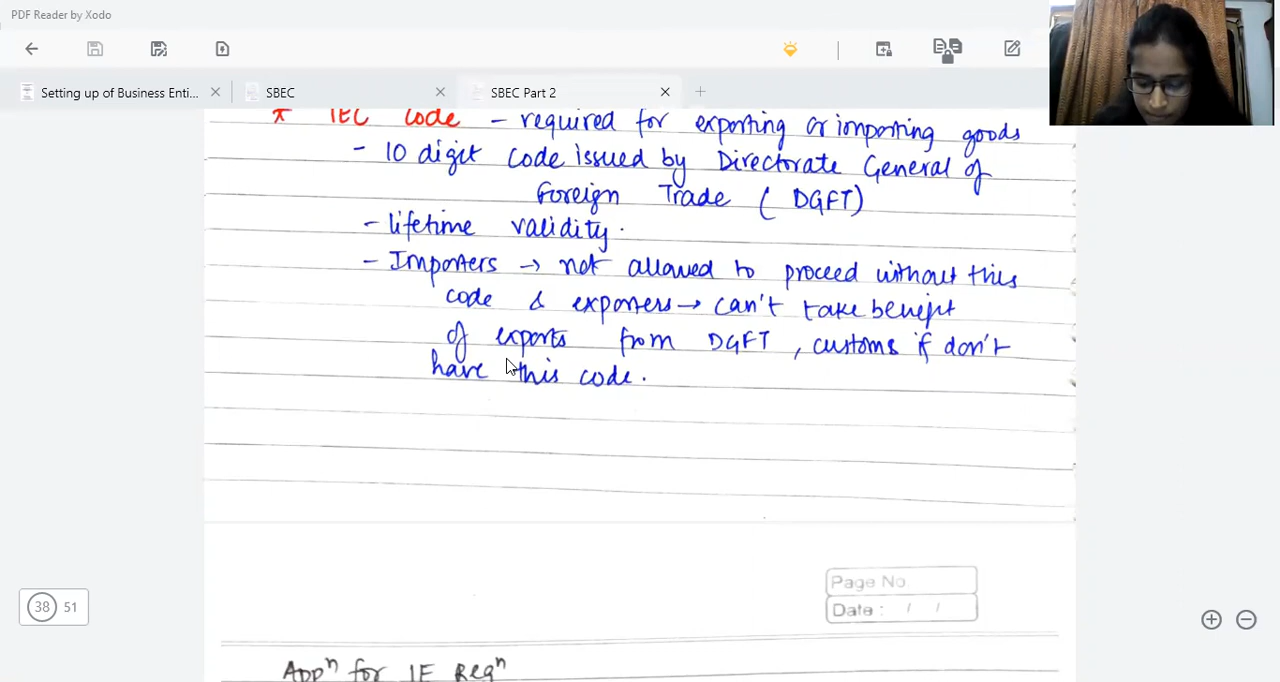 PDF Reader by Xodo
Setting up of Business Enti...
SBEC
SBEC Part 2
* IEC Code - required for exporting or importing goods
- 10 digit code issued by Directorate General of
Foreign Trade (DGFT)
- lifetime validity.
- Importers → not allowed to proceed without this
code & exporters → can't take benefit
of exports from DGFT, customs if don't
have this code.
Page No
Date : / /
Appn for IE Regn
38 51